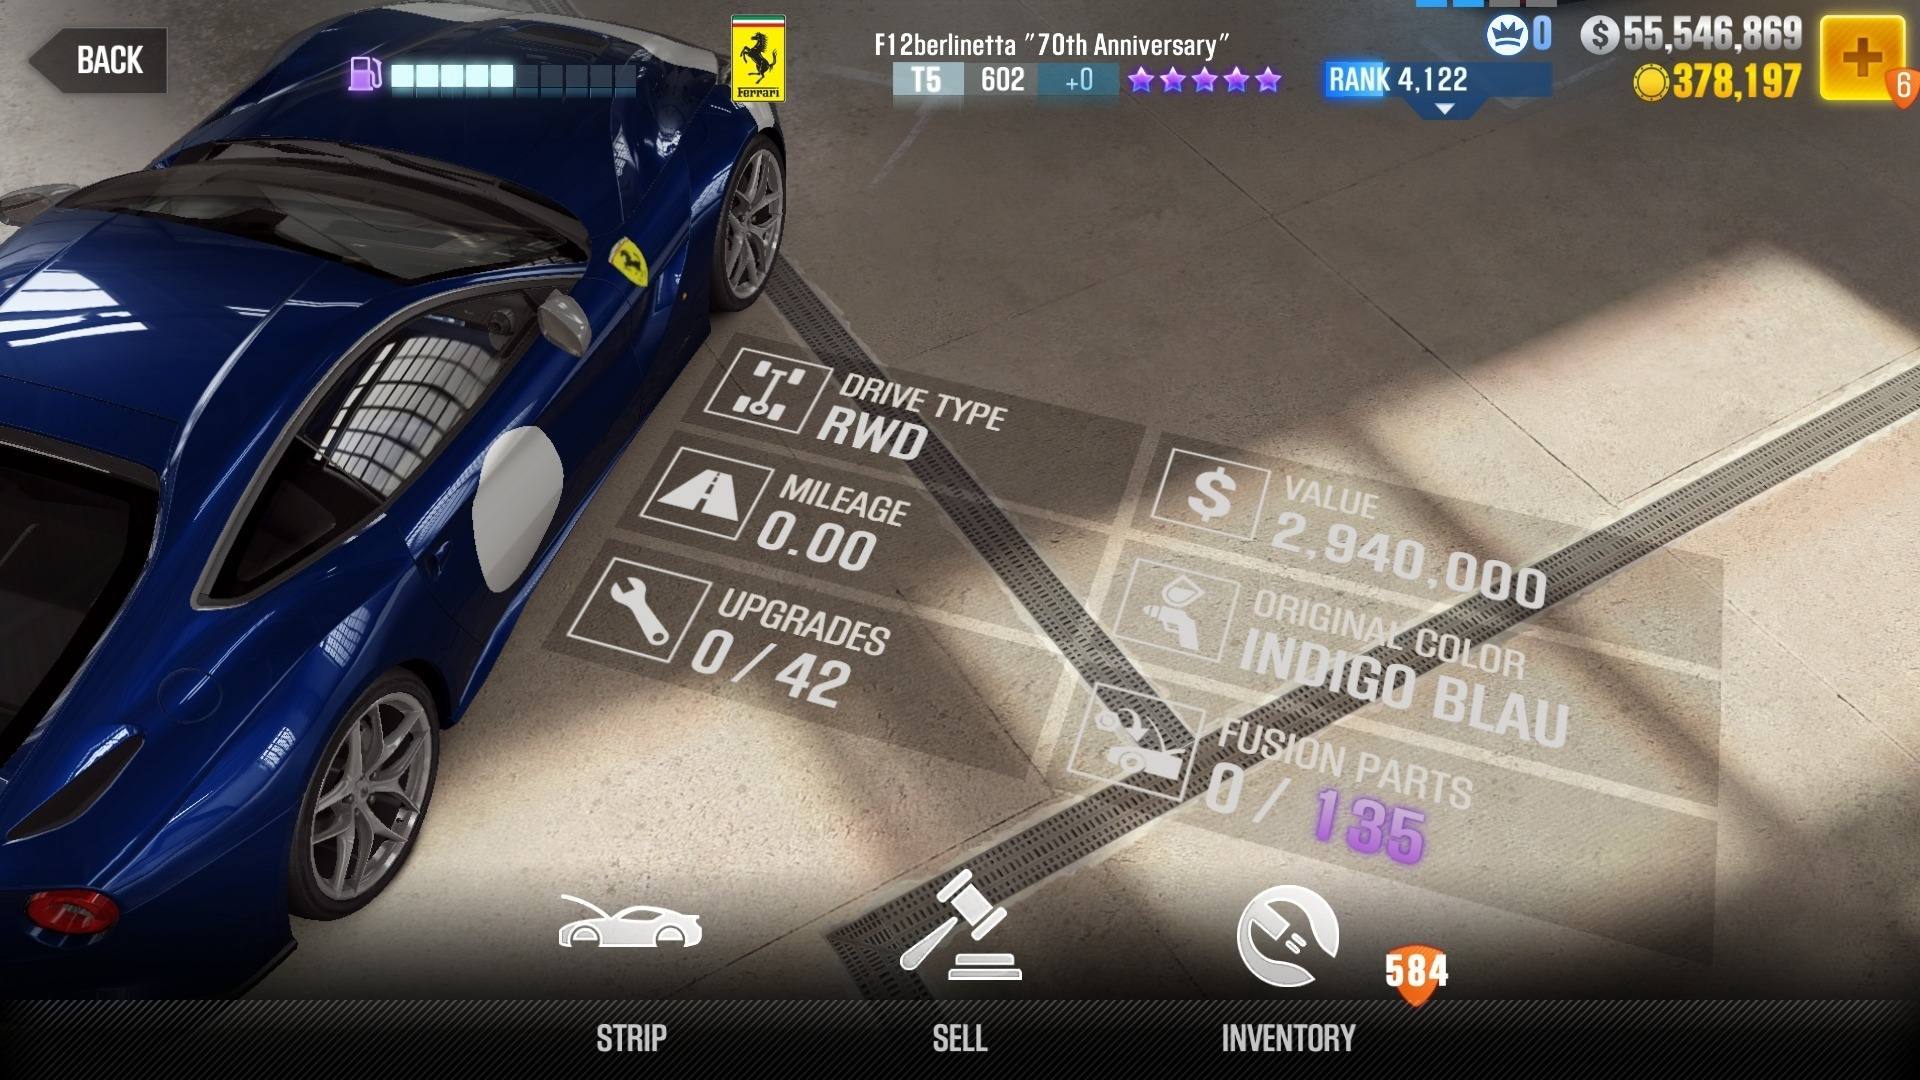 BACK
Ferrari
F12berlinetta "70th Anniversary"
T5 602 +0
RANK 4,122
0
$ 55,546,869
378,197
6
DRIVE TYPE
RWD
MILEAGE
0.00
UPGRADES
0/42
$ VALUE
2,940,000
ORIGINAL COLOR
INDIGO BLAU
FUSION PARTS
0/ 135
STRIP
SELL
INVENTORY
584